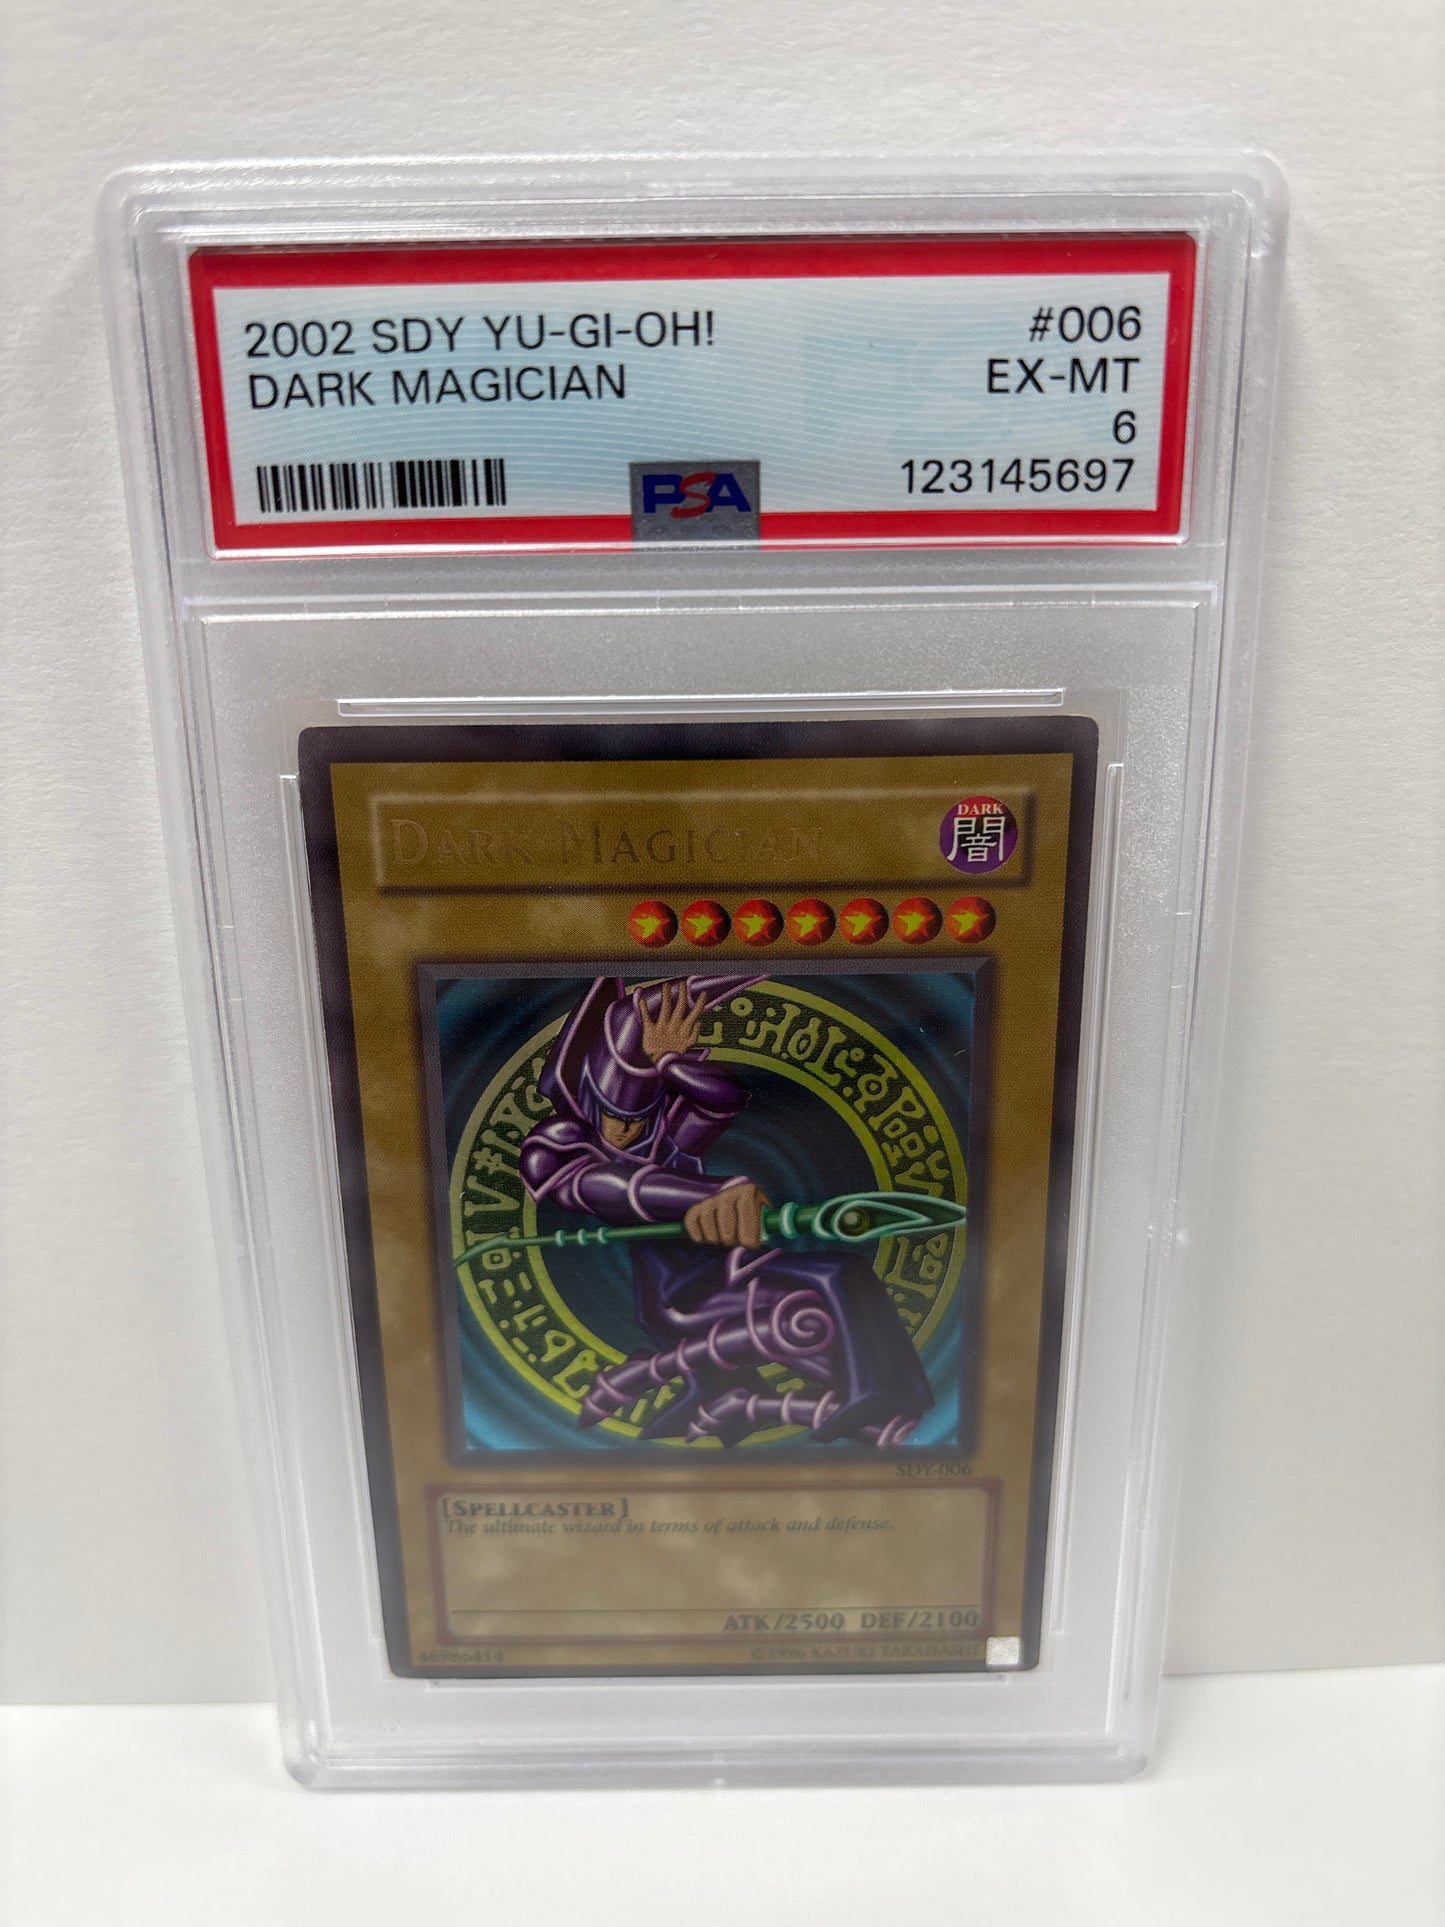 2002 SDY YU-GI-OH! #006
DARK MAGICIAN EX-MT
6
PSA 123145697
DARK MAGICIAN
DARK
闇
SDY-006
[SPELLCASTER]
The ultimate wizard in terms of attack and defense.
ATK/2500 DEF/2100
46986414 ©1996 KAZUKI TAKAHASHI